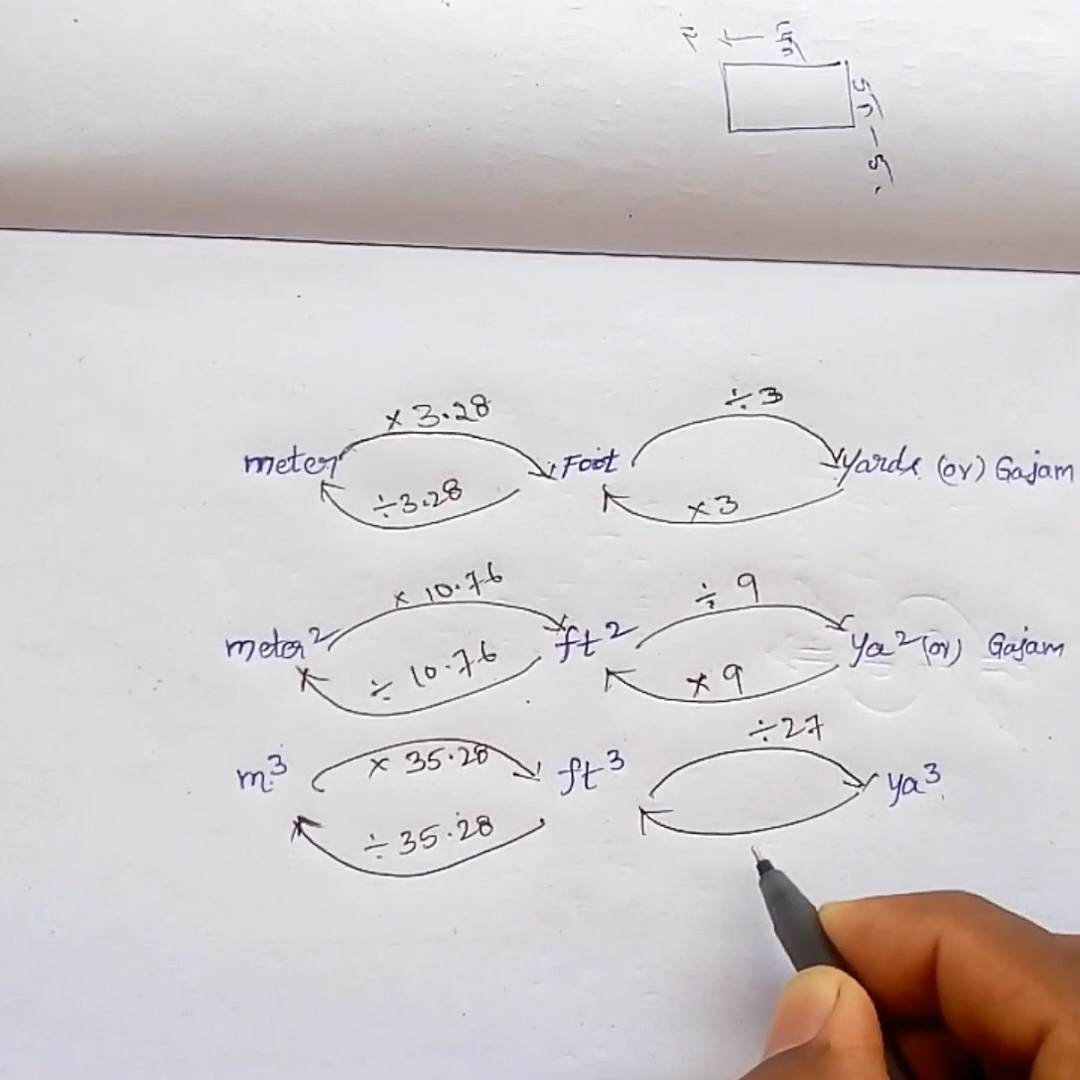 × 3.28 ÷3
meter Foot yards (or) Gajam
÷3.28 ×3
× 10.76 ÷ 9
meter² ft² ya² (or) Gajam
÷ 10.76 × 9
× 35.28 ÷27
m³ ft³ ya³
÷35.28